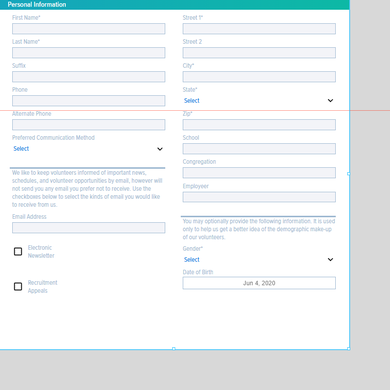 Personal Information
First Name*
Last Name*
Suffix
Phone
Alternate Phone
Preferred Communication Method
Select
We like to keep volunteers informed of important news,
schedules, and volunteer opportunities by email, however will
not send you any email you prefer not to receive. Use the
checkboxes below to select the kinds of email you would like
to receive from us.
Email Address
Electronic
Newsletter
Recruitment
Appeals
Street 1*
Street 2
City*
State*
Select
Zip*
School
Congregation
Employeer
You may optionally provide the following information. It is used
only to help us get a better idea of the demographic make-up
of our volunteers.
Gender*
Select
Date of Birth
Jun 4, 2020